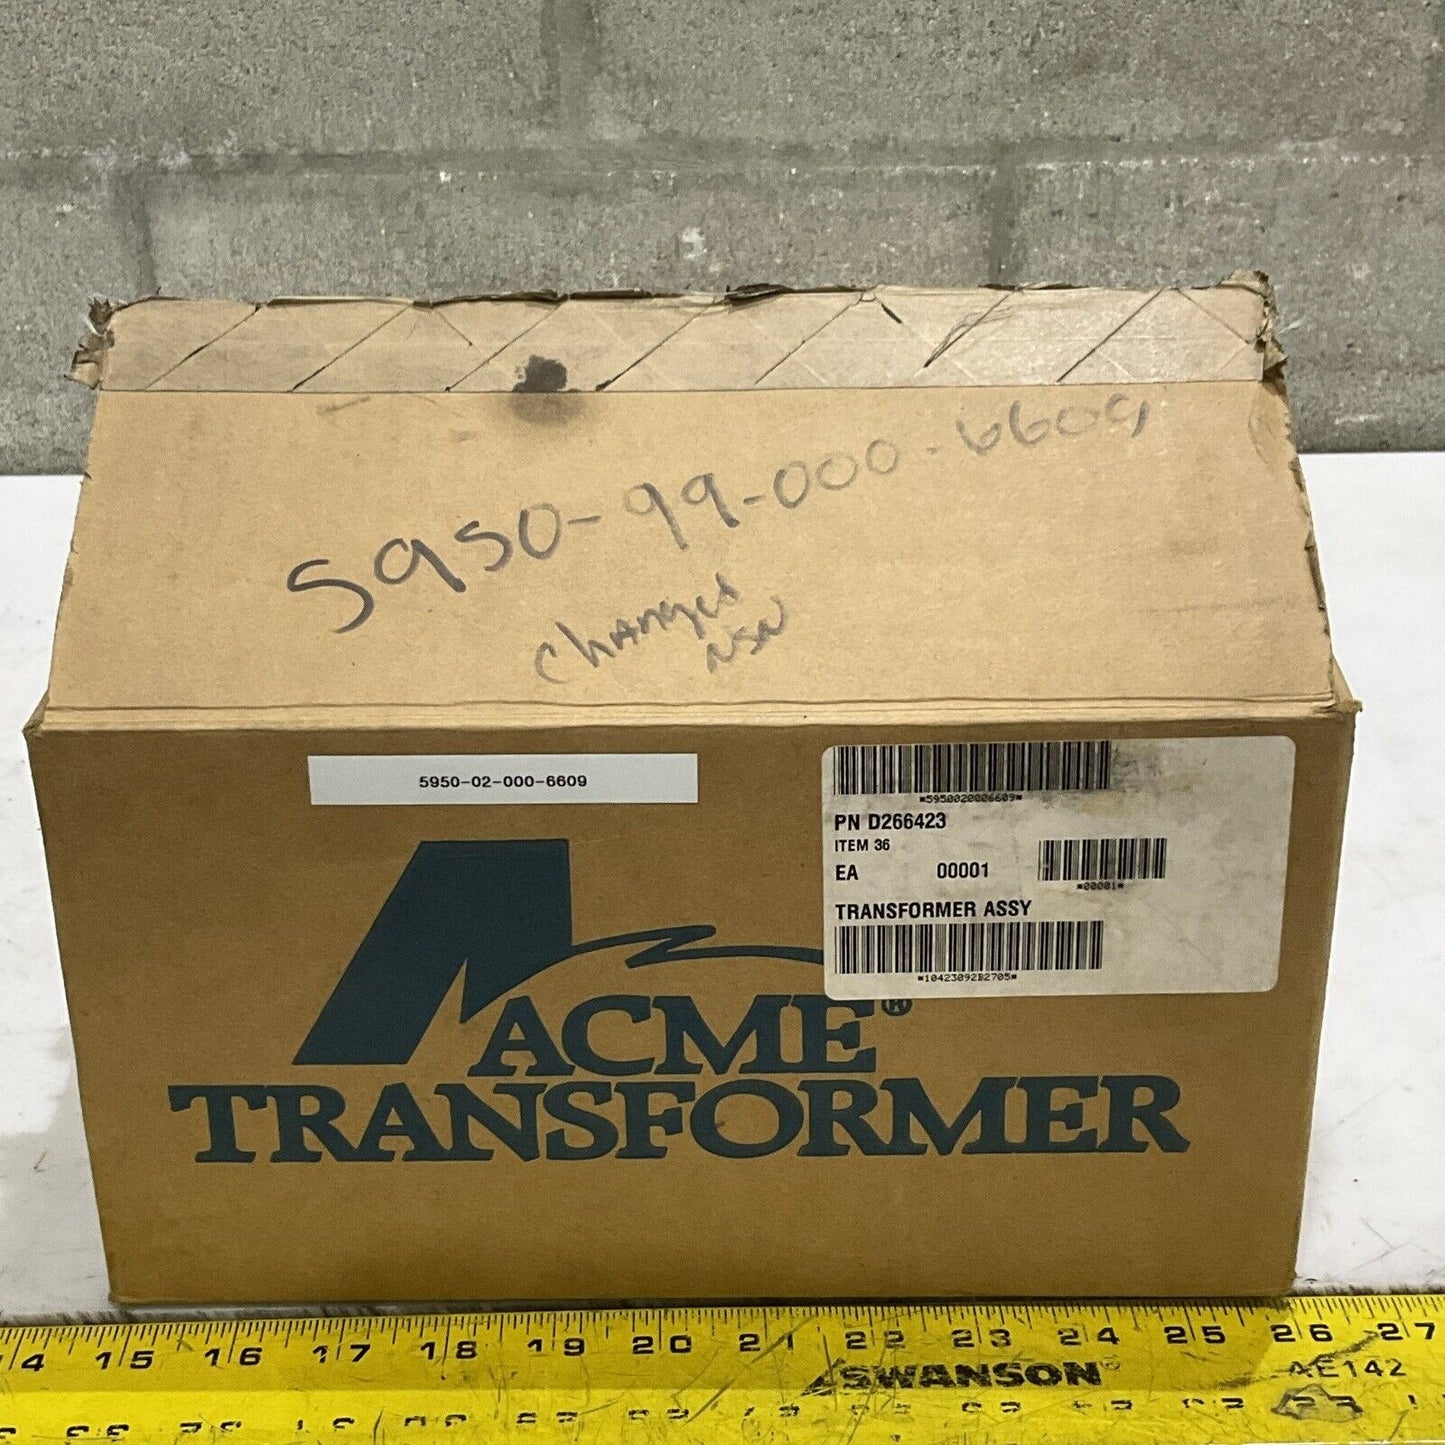 5950-99-000-6609
changed
NSN
5950-02-000-6609
*5950020006609*
PN D266423
ITEM 36
EA 00001
*00001*
TRANSFORMER ASSY
*10423092B2705*
ACME®
TRANSFORMER
14 15 16 17 18 19 20 21 22 23 24 25 26 27
SWANSON® AE142